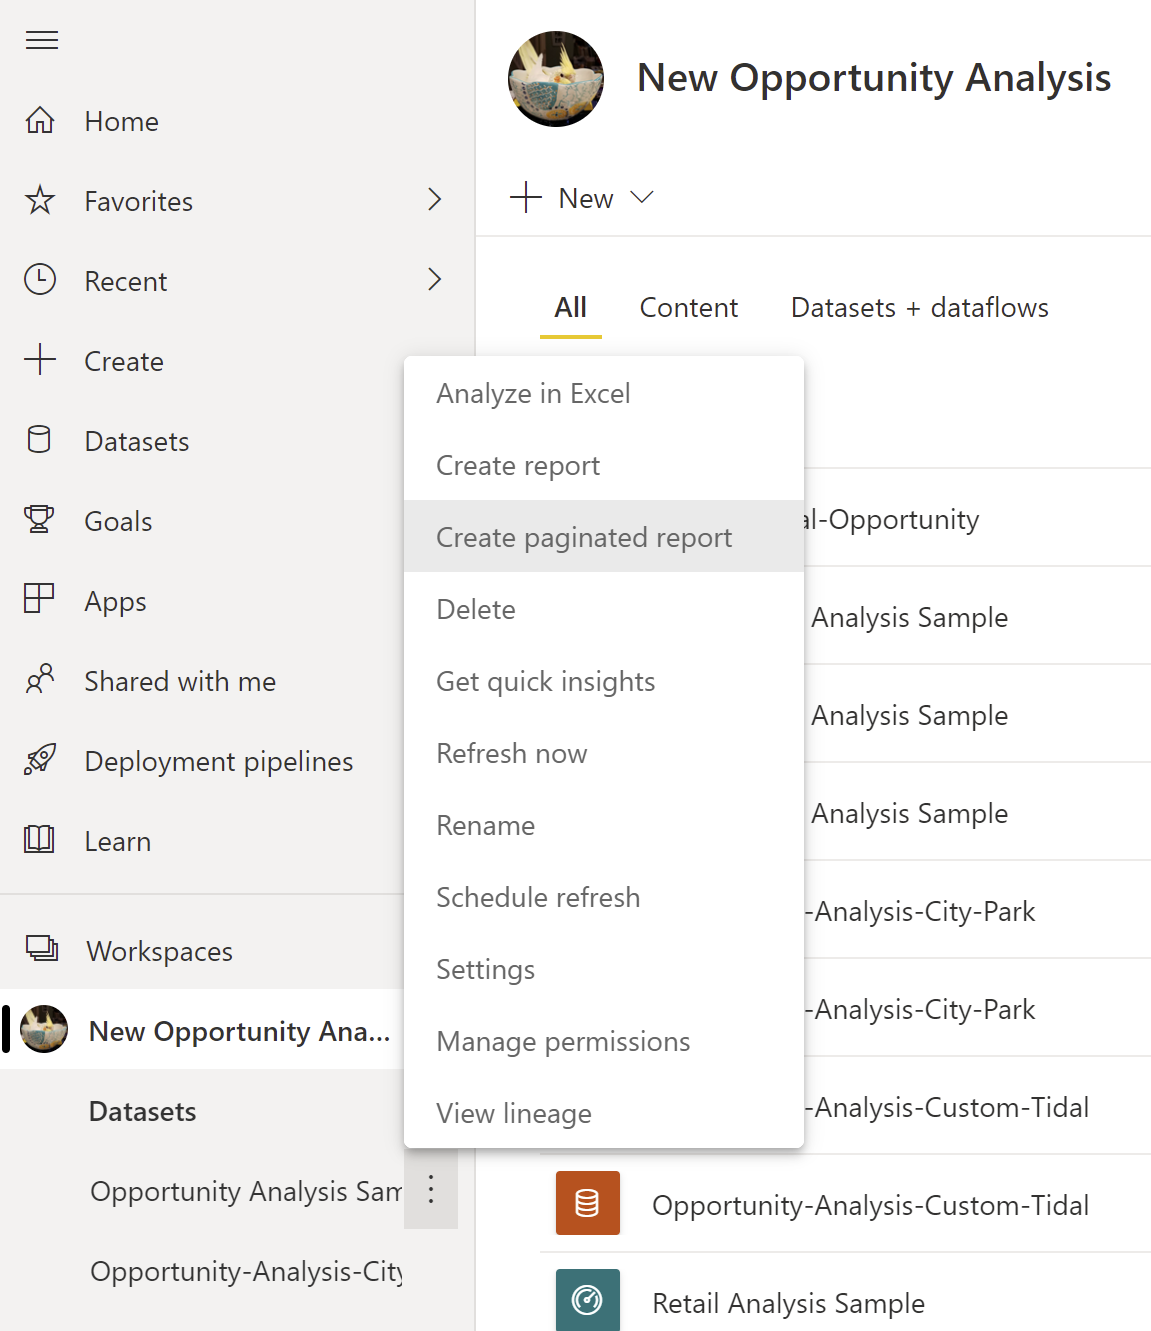 Home
Favorites
Recent
Create
Datasets
Goals
Apps
Shared with me
Deployment pipelines
Learn
Workspaces
New Opportunity Ana...
Datasets
Opportunity Analysis Sam
Opportunity-Analysis-City
New Opportunity Analysis
New
All Content Datasets + dataflows
Analyze in Excel
Create report
Create paginated report
Delete
Get quick insights
Refresh now
Rename
Schedule refresh
Settings
Manage permissions
View lineage
al-Opportunity
Analysis Sample
Analysis Sample
Analysis Sample
-Analysis-City-Park
-Analysis-City-Park
-Analysis-Custom-Tidal
Opportunity-Analysis-Custom-Tidal
Retail Analysis Sample